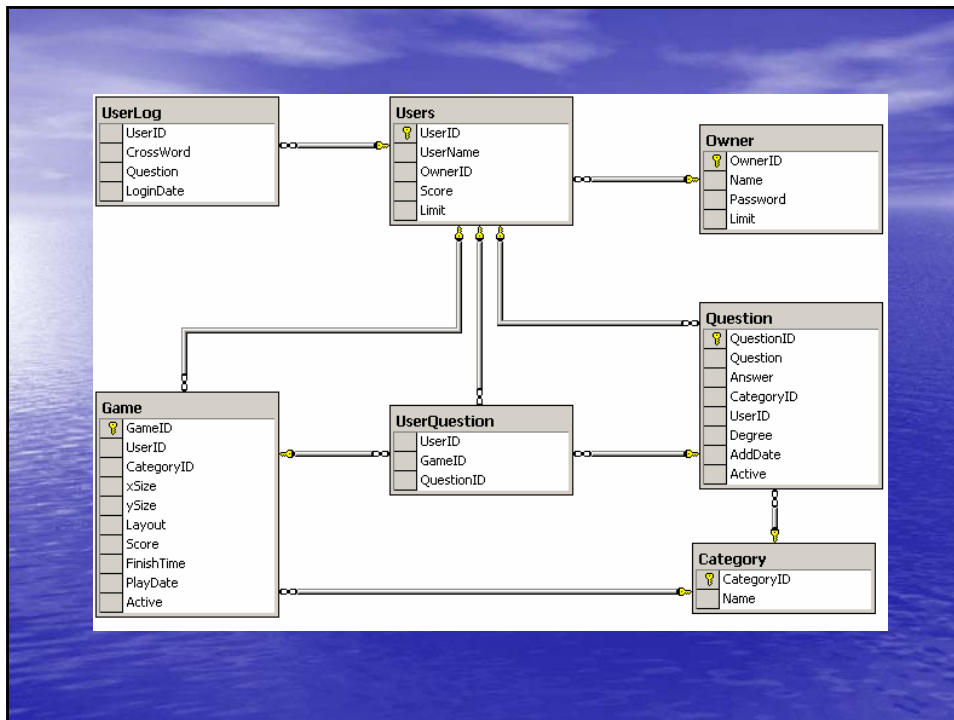 UserLog
UserID
CrossWord
Question
LoginDate
Users
UserID
UserName
OwnerID
Score
Limit
Owner
OwnerID
Name
Password
Limit
Game
GameID
UserID
CategoryID
xSize
ySize
Layout
Score
FinishTime
PlayDate
Active
UserQuestion
UserID
GameID
QuestionID
Question
QuestionID
Question
Answer
CategoryID
UserID
Degree
AddDate
Active
Category
CategoryID
Name